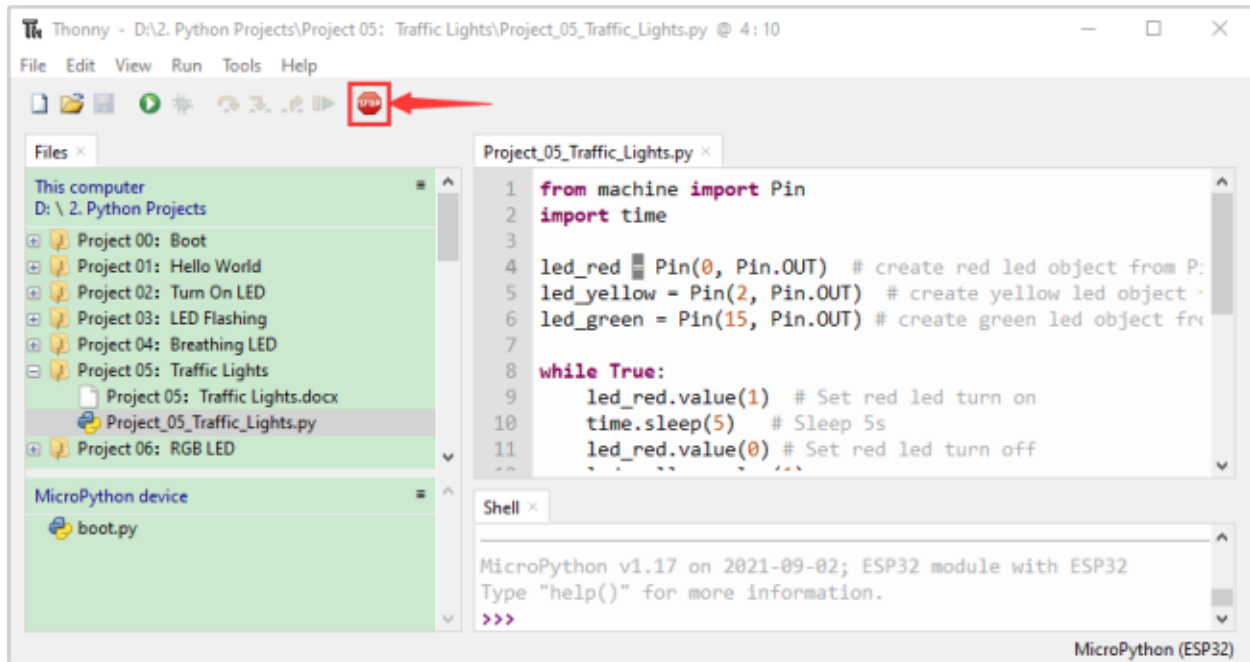 Thonny - D:\2. Python Projects\Project 05: Traffic Lights\Project_05_Traffic_Lights.py @ 4:10
File Edit View Run Tools Help
STOP
Files
Project_05_Traffic_Lights.py
This computer
D: \ 2. Python Projects
Project 00: Boot
Project 01: Hello World
Project 02: Turn On LED
Project 03: LED Flashing
Project 04: Breathing LED
Project 05: Traffic Lights
Project 05: Traffic Lights.docx
Project_05_Traffic_Lights.py
Project 06: RGB LED
MicroPython device
boot.py
1 from machine import Pin
2 import time
3
4 led_red = Pin(0, Pin.OUT) # create red led object from
5 led_yellow = Pin(2, Pin.OUT) # create yellow led object
6 led_green = Pin(15, Pin.OUT) # create green led object
7
8 while True:
9 led_red.value(1) # Set red led turn on
10 time.sleep(5) # Sleep 5s
11 led_red.value(0) # Set red led turn off
Shell
MicroPython v1.17 on 2021-09-02; ESP32 module with ESP32
Type "help()" for more information.
>>>
MicroPython (ESP32)